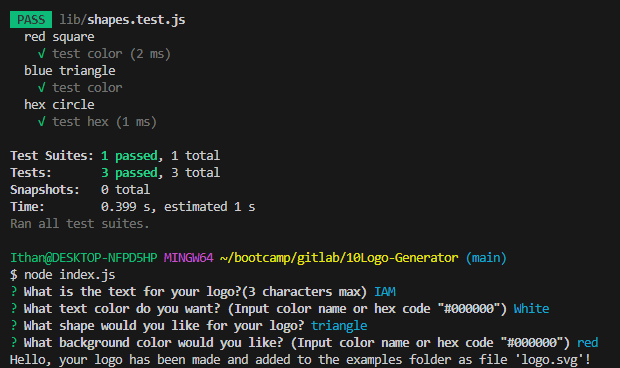 PASS lib/shapes.test.js
red square
√ test color (2 ms)
blue triangle
√ test color
hex circle
√ test hex (1 ms)
Test Suites: 1 passed, 1 total
Tests: 3 passed, 3 total
Snapshots: 0 total
Time: 0.399 s, estimated 1 s
Ran all test suites.
Ithan@DESKTOP-NFPD5HP MINGW64 ~/bootcamp/gitlab/10Logo-Generator (main)
$ node index.js
? What is the text for your logo?(3 characters max) IAM
? What text color do you want? (Input color name or hex code "#000000") White
? What shape would you like for your logo? triangle
? What background color would you like? (Input color name or hex code "#000000") red
Hello, your logo has been made and added to the examples folder as file 'logo.svg'!